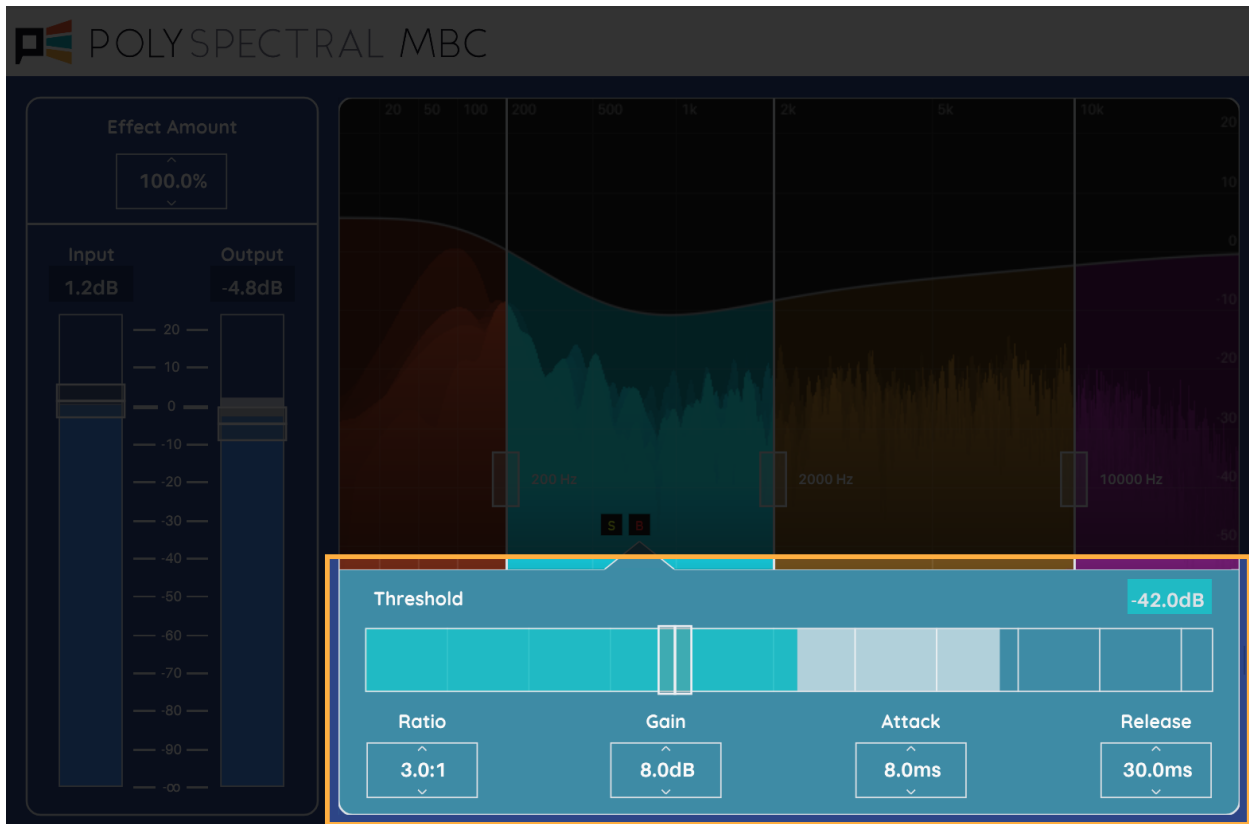 POLYSPECTRAL MBC
Effect Amount
100.0%
Input Output
1.2dB -4.8dB
20
10
0
-10
-20
-30
-40
-50
-60
-70
-80
-90
-∞
20 50 100 200 500 1k 2k 5k 10k
20
10
0
-10
-20
-30
-40
-50
200 Hz 2000 Hz 10000 Hz
S B
Threshold -42.0dB
Ratio Gain Attack Release
3.0:1 8.0dB 8.0ms 30.0ms